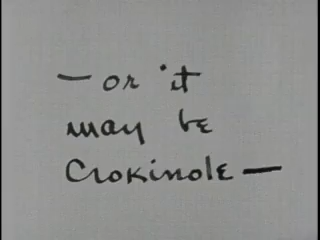 — or it
may be
Crokinole —